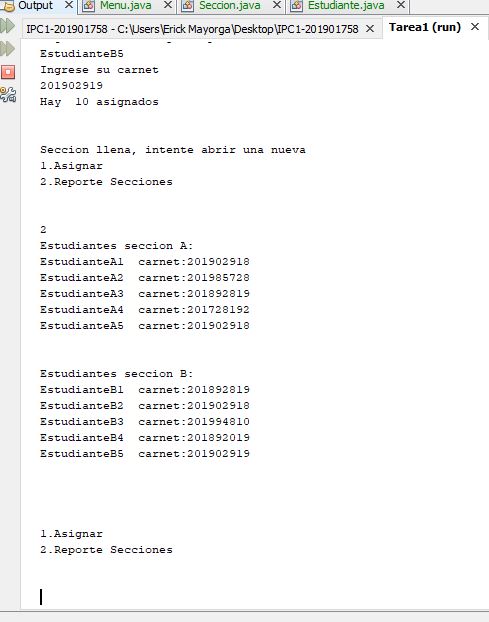 Output Menu.java Seccion.java Estudiante.java
IPC1-201901758 - C:\Users\Erick Mayorga\Desktop\IPC1-201901758 Tarea1 (run)
EstudianteB5
Ingrese su carnet
201902919
Hay  10 asignados
Seccion llena, intente abrir una nueva
1.Asignar
2.Reporte Secciones
2
Estudiantes seccion A:
EstudianteA1  carnet:201902918
EstudianteA2  carnet:201985728
EstudianteA3  carnet:201892819
EstudianteA4  carnet:201728192
EstudianteA5  carnet:201902918
Estudiantes seccion B:
EstudianteB1  carnet:201892819
EstudianteB2  carnet:201902918
EstudianteB3  carnet:201994810
EstudianteB4  carnet:201892019
EstudianteB5  carnet:201902919
1.Asignar
2.Reporte Secciones